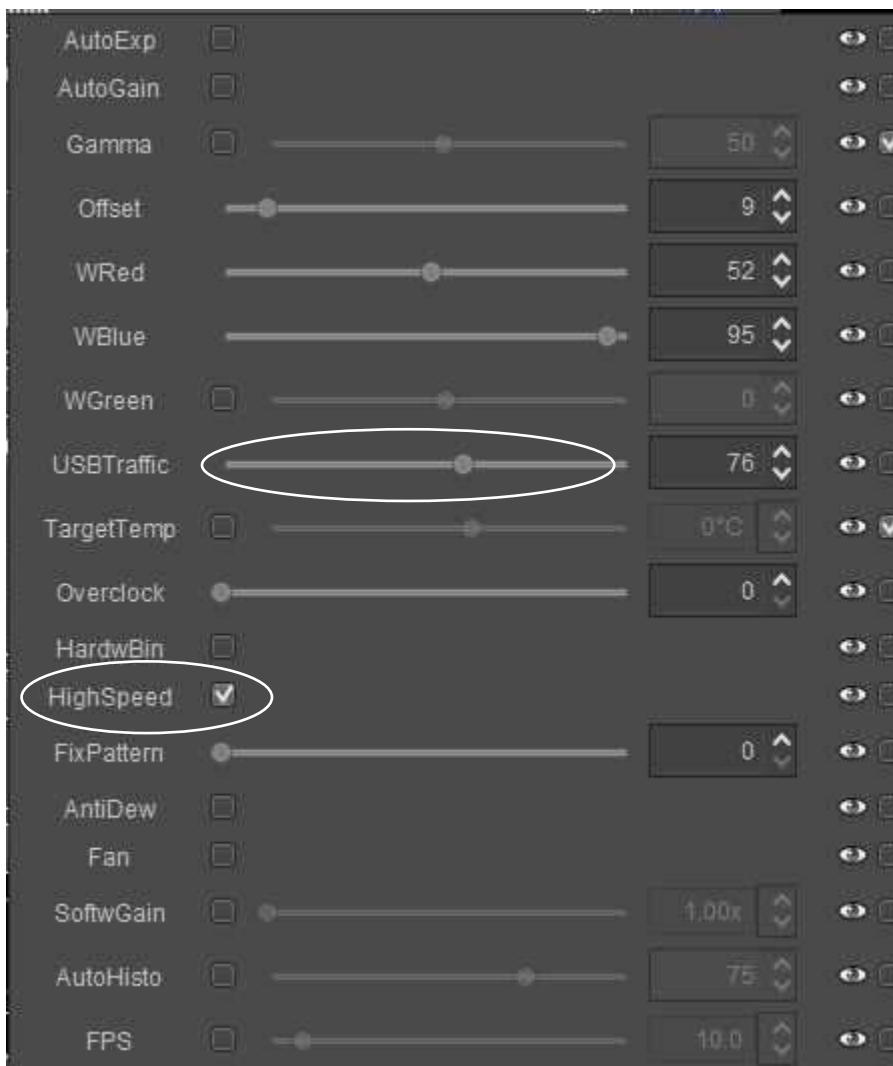 AutoExp
AutoGain
Gamma 50
Offset 9
WRed 52
WBlue 95
WGreen 0
USBTraffic 76
TargetTemp 0°C
Overclock 0
HardwBin
HighSpeed
FixPattern 0
AntiDew
Fan
SoftwGain 1.00x
AutoHisto 75
FPS 10.0